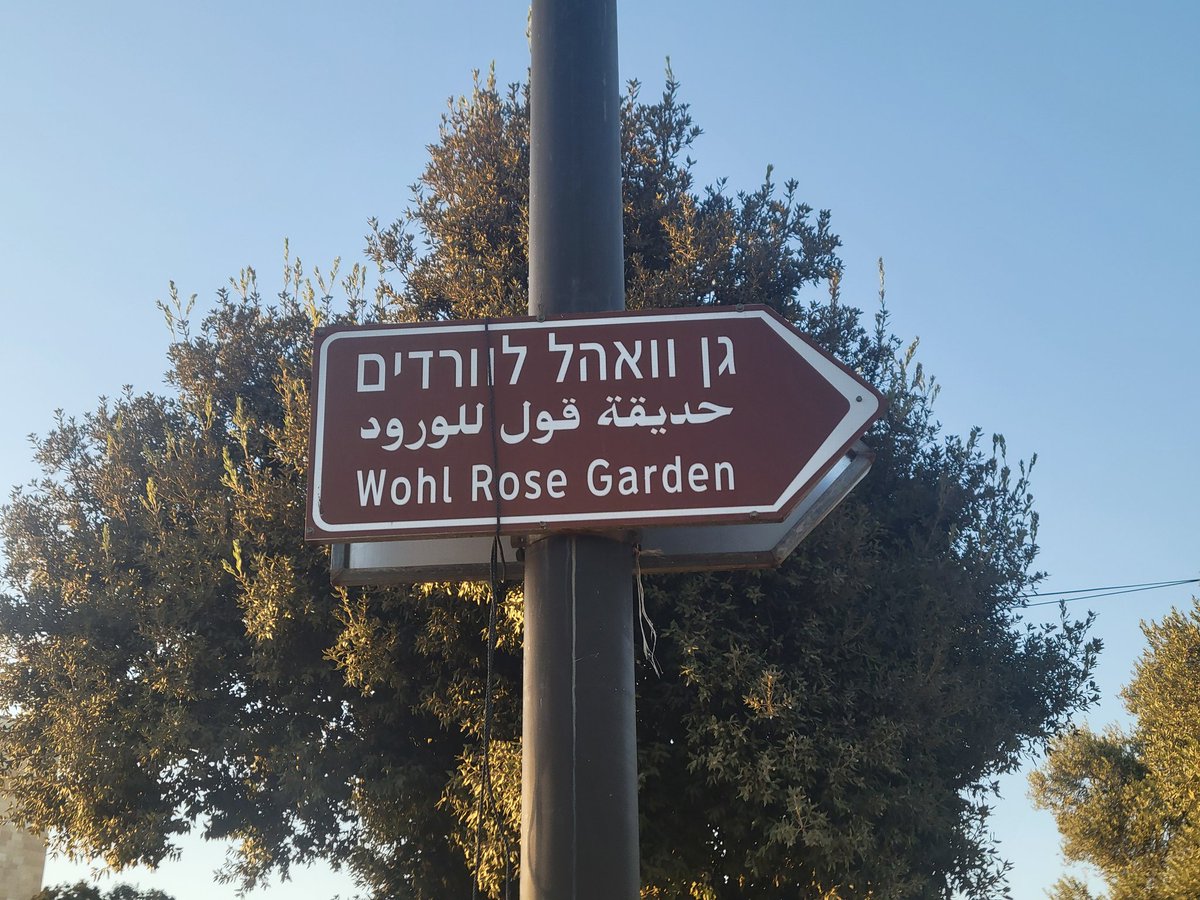 גן וואהל לוורדים
حديقة قول للورود
Wohl Rose Garden